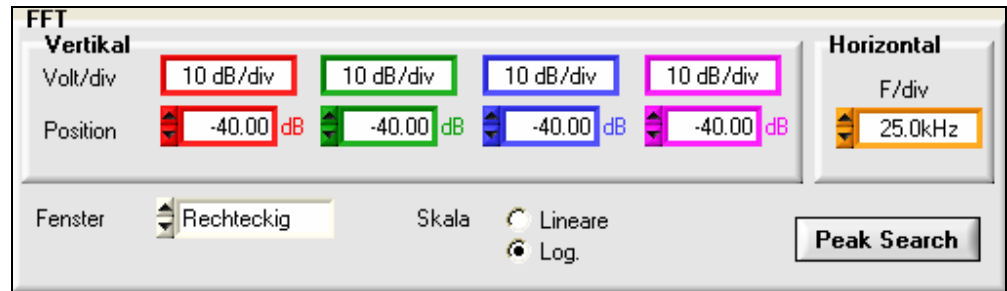 FFT
Vertikal
Volt/div 10 dB/div 10 dB/div 10 dB/div 10 dB/div
Position -40.00 dB -40.00 dB -40.00 dB -40.00 dB
Horizontal
F/div
25.0kHz
Fenster Rechteckig Skala Lineare
Log.
Peak Search